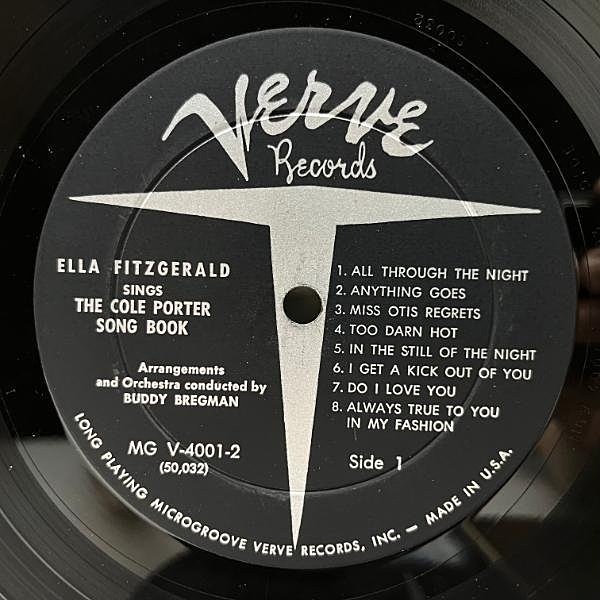 Verve
Records
ELLA FITZGERALD
SINGS
THE COLE PORTER
SONG BOOK
Arrangements
and Orchestra conducted by
BUDDY BREGMAN
MG V-4001-2
(50,032)
1. ALL THROUGH THE NIGHT
2. ANYTHING GOES
3. MISS OTIS REGRETS
4. TOO DARN HOT
5. IN THE STILL OF THE NIGHT
6. I GET A KICK OUT OF YOU
7. DO I LOVE YOU
8. ALWAYS TRUE TO YOU
IN MY FASHION
Side 1
LONG PLAYING MICROGROOVE VERVE RECORDS, INC. — MADE IN U.S.A.